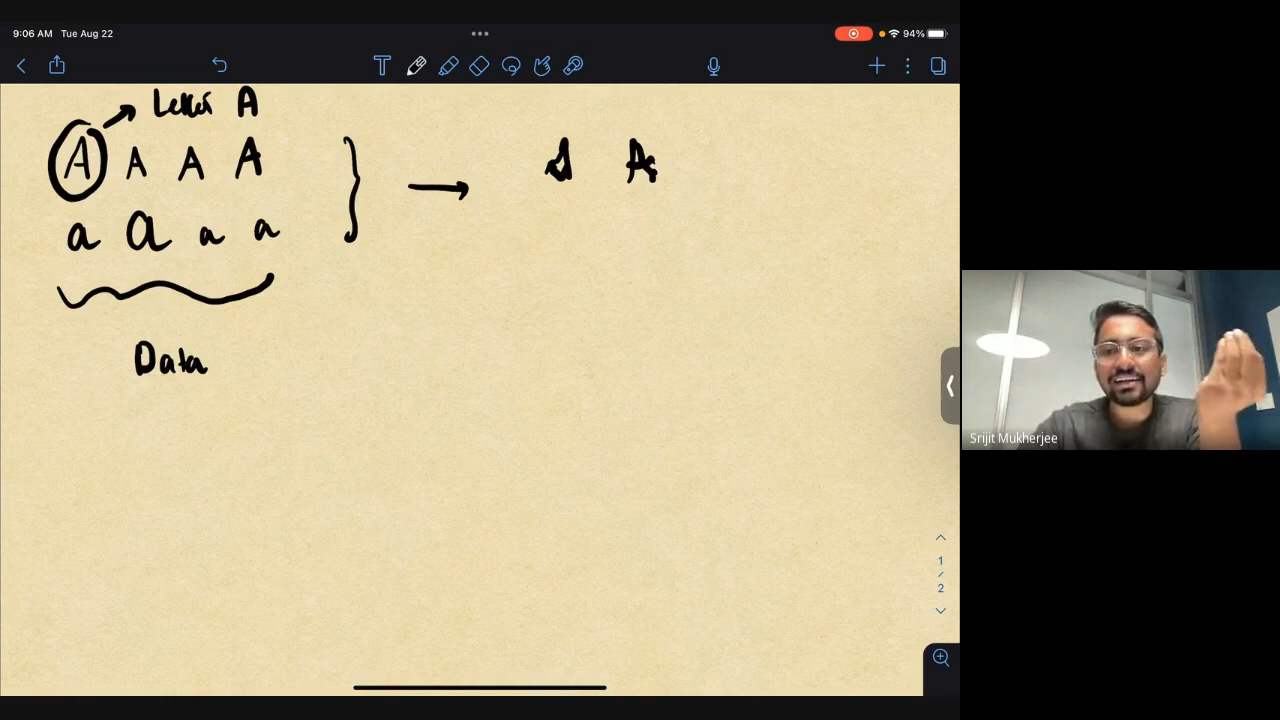 9:06 AM Tue Aug 22
94%
T
Letter A
A A A A
a a a a
A
Data
Srijit Mukherjee
1
/
2